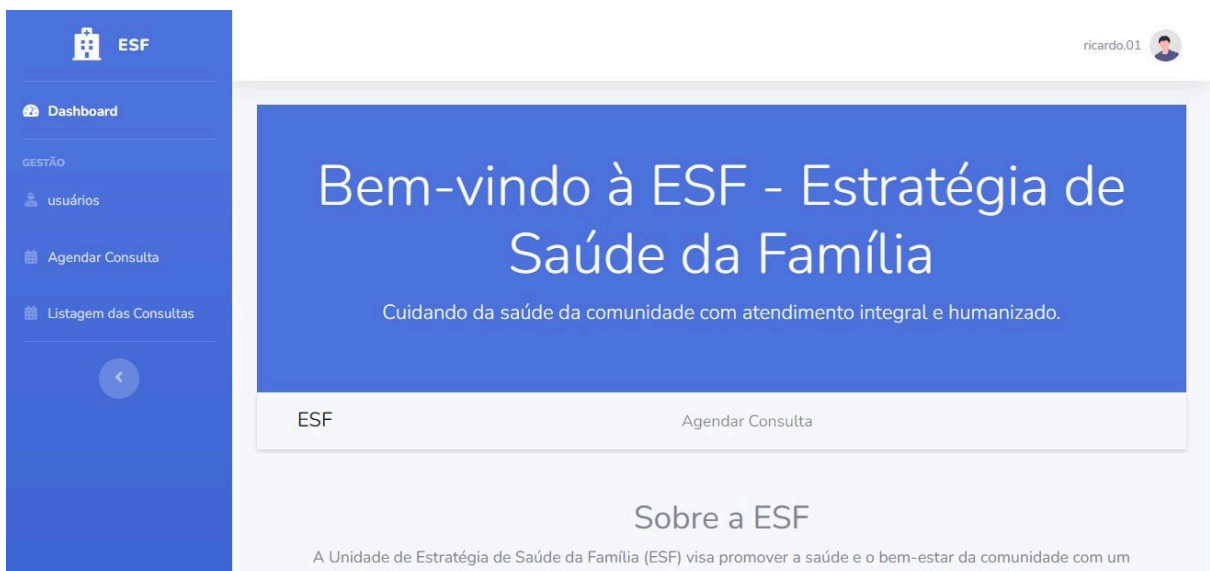 ESF
ricardo.01
Dashboard
GESTÃO
usuários
Agendar Consulta
Listagem das Consultas
Bem-vindo à ESF - Estratégia de
Saúde da Família
Cuidando da saúde da comunidade com atendimento integral e humanizado.
ESF
Agendar Consulta
Sobre a ESF
A Unidade de Estratégia de Saúde da Família (ESF) visa promover a saúde e o bem-estar da comunidade com um